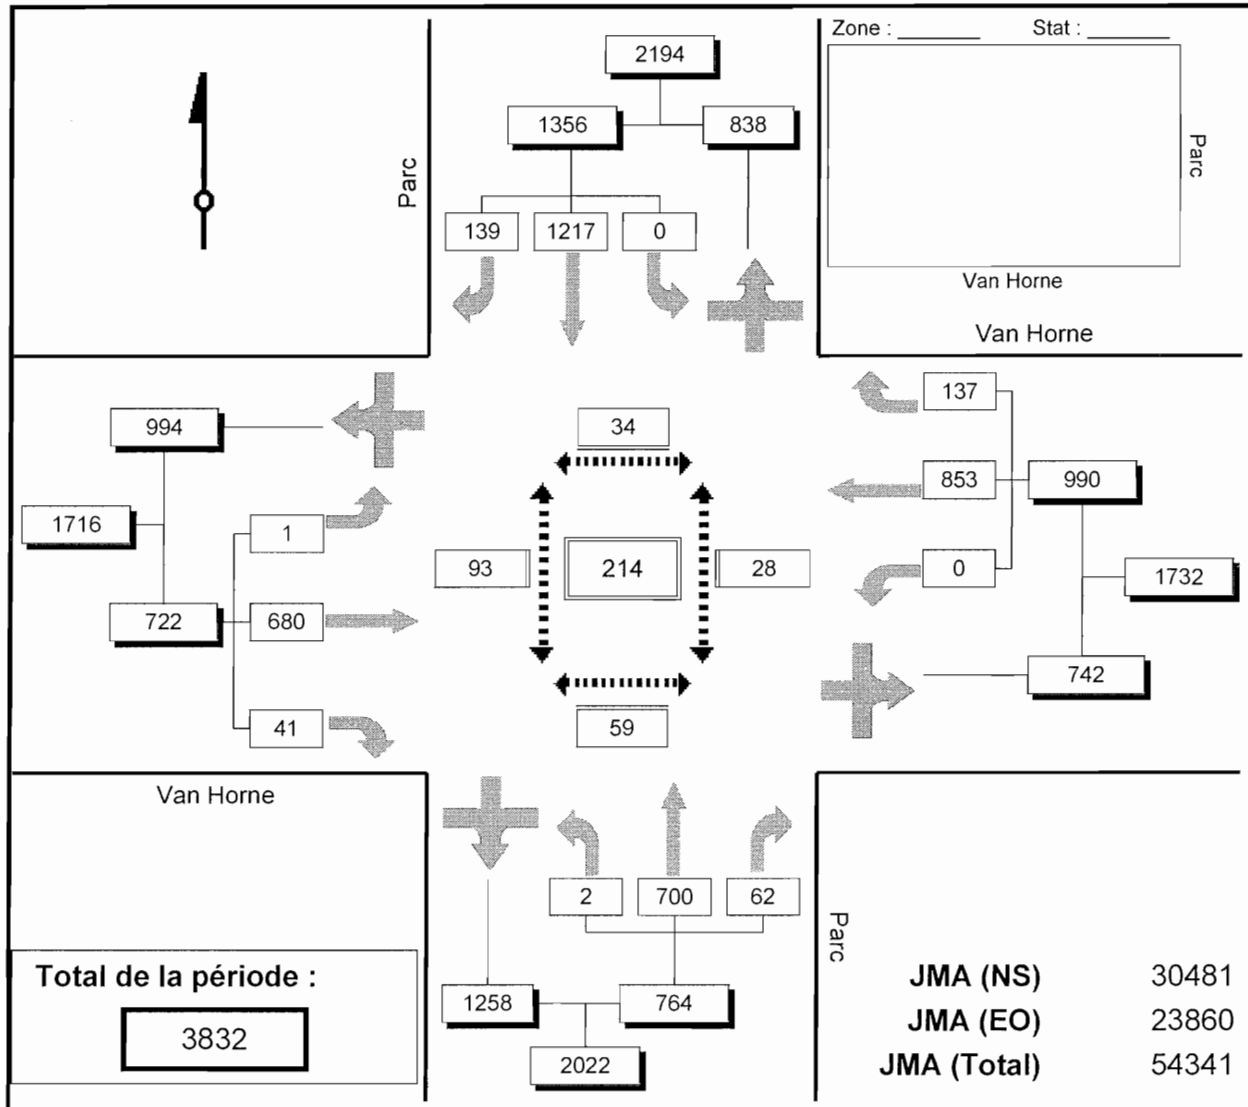 Zone : ________ Stat : ________
2194
1356 838
Parc
Parc
139 1217 0
Van Horne
Van Horne
137
994
34
853 990
1716
1
93 214 28
0
1732
722 680
742
41
59
Van Horne
2 700 62
Parc
Total de la période :
JMA (NS) 30481
1258 764
JMA (EO) 23860
3832
2022
JMA (Total) 54341